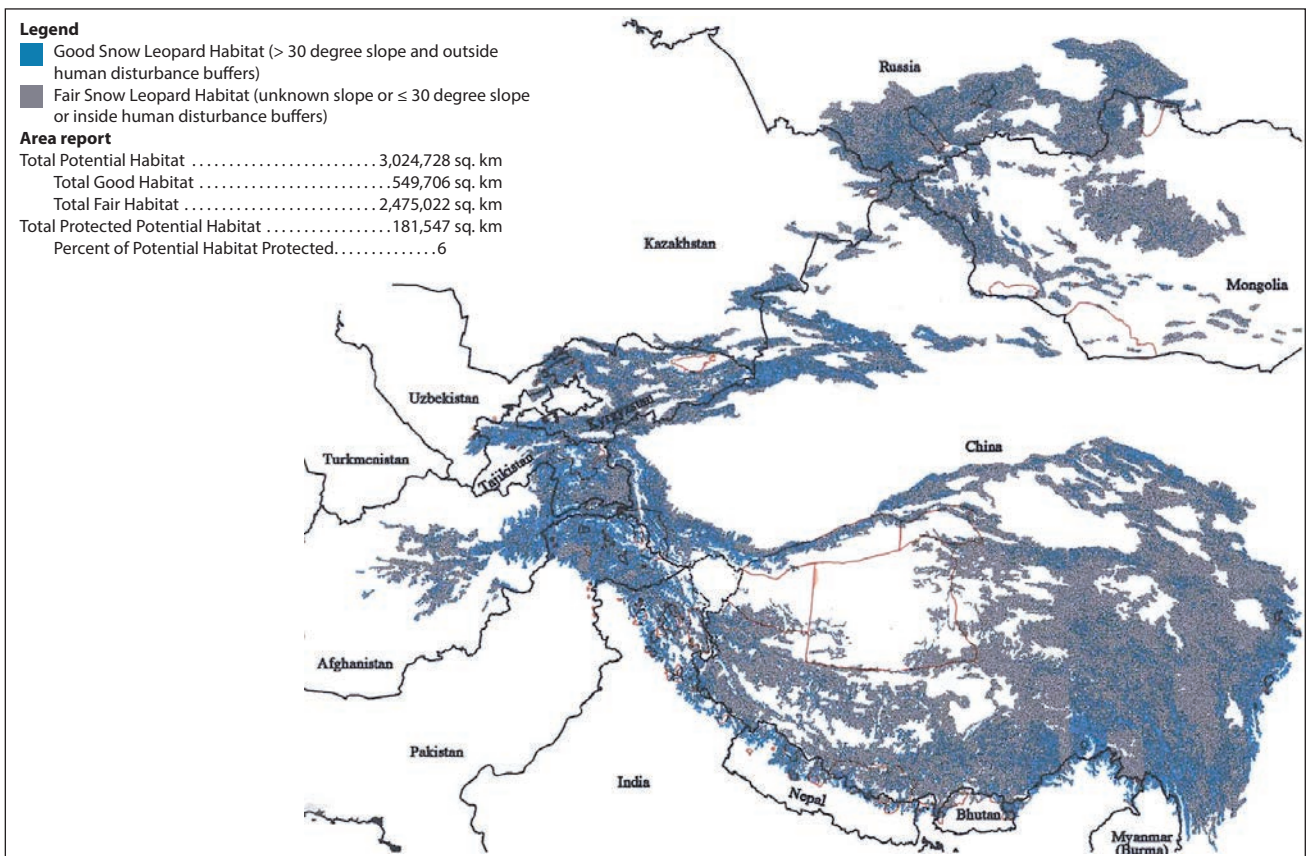 Legend
Good Snow Leopard Habitat (> 30 degree slope and outside
human disturbance buffers)
Fair Snow Leopard Habitat (unknown slope or ≤ 30 degree slope
or inside human disturbance buffers)
Area report
Total Potential Habitat . . . . . . . . . . . . . . . . . . . . . . . . . 3,024,728 sq. km
Total Good Habitat . . . . . . . . . . . . . . . . . . . . . . . . . . 549,706 sq. km
Total Fair Habitat . . . . . . . . . . . . . . . . . . . . . . . . . 2,475,022 sq. km
Total Protected Potential Habitat . . . . . . . . . . . . . . . . . 181,547 sq. km
Percent of Potential Habitat Protected. . . . . . . . . . . . . . 6
Russia
Kazakhstan
Mongolia
Uzbekistan
Kyrgyzstan
China
Turkmenistan
Tajikistan
Afghanistan
Pakistan
India
Nepal
Bhutan
Myanmar
(Burma)